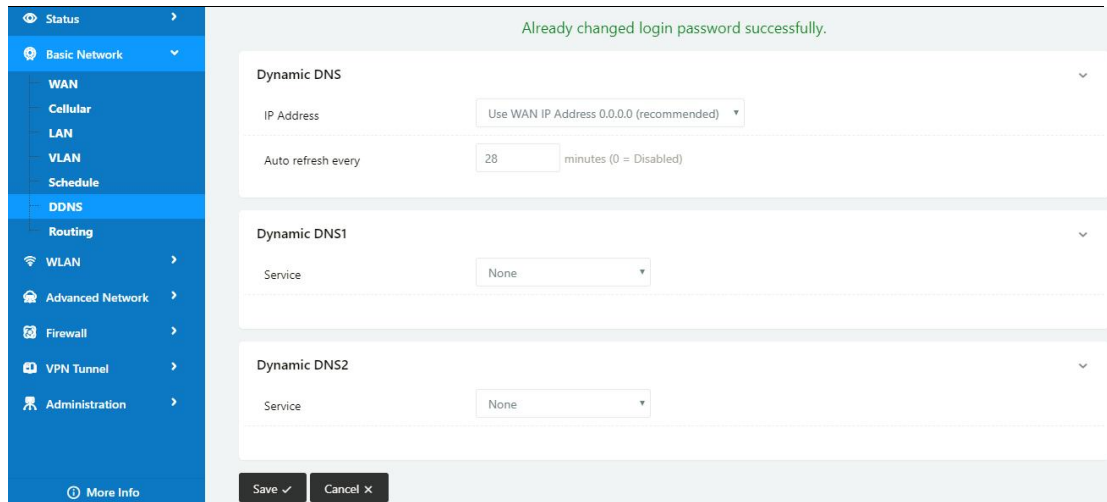 Status
Basic Network
WAN
Cellular
LAN
VLAN
Schedule
DDNS
Routing
WLAN
Advanced Network
Firewall
VPN Tunnel
Administration
More Info
Already changed login password successfully.
Dynamic DNS
IP Address Use WAN IP Address 0.0.0.0 (recommended)
Auto refresh every 28 minutes (0 = Disabled)
Dynamic DNS1
Service None
Dynamic DNS2
Service None
Save Cancel